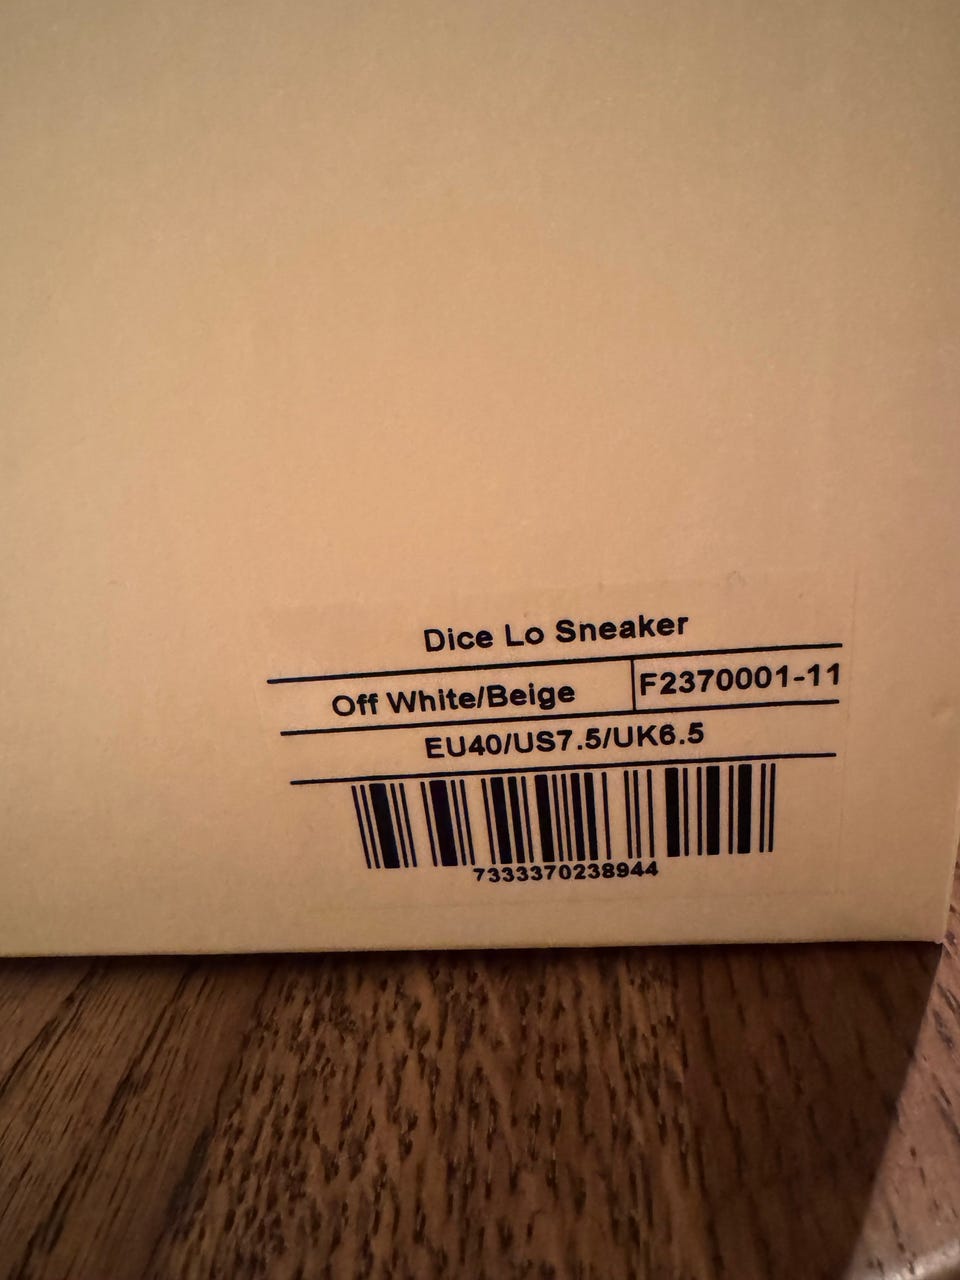 Dice Lo Sneaker
Off White/Beige F2370001-11
EU40/US7.5/UK6.5
7333370238944